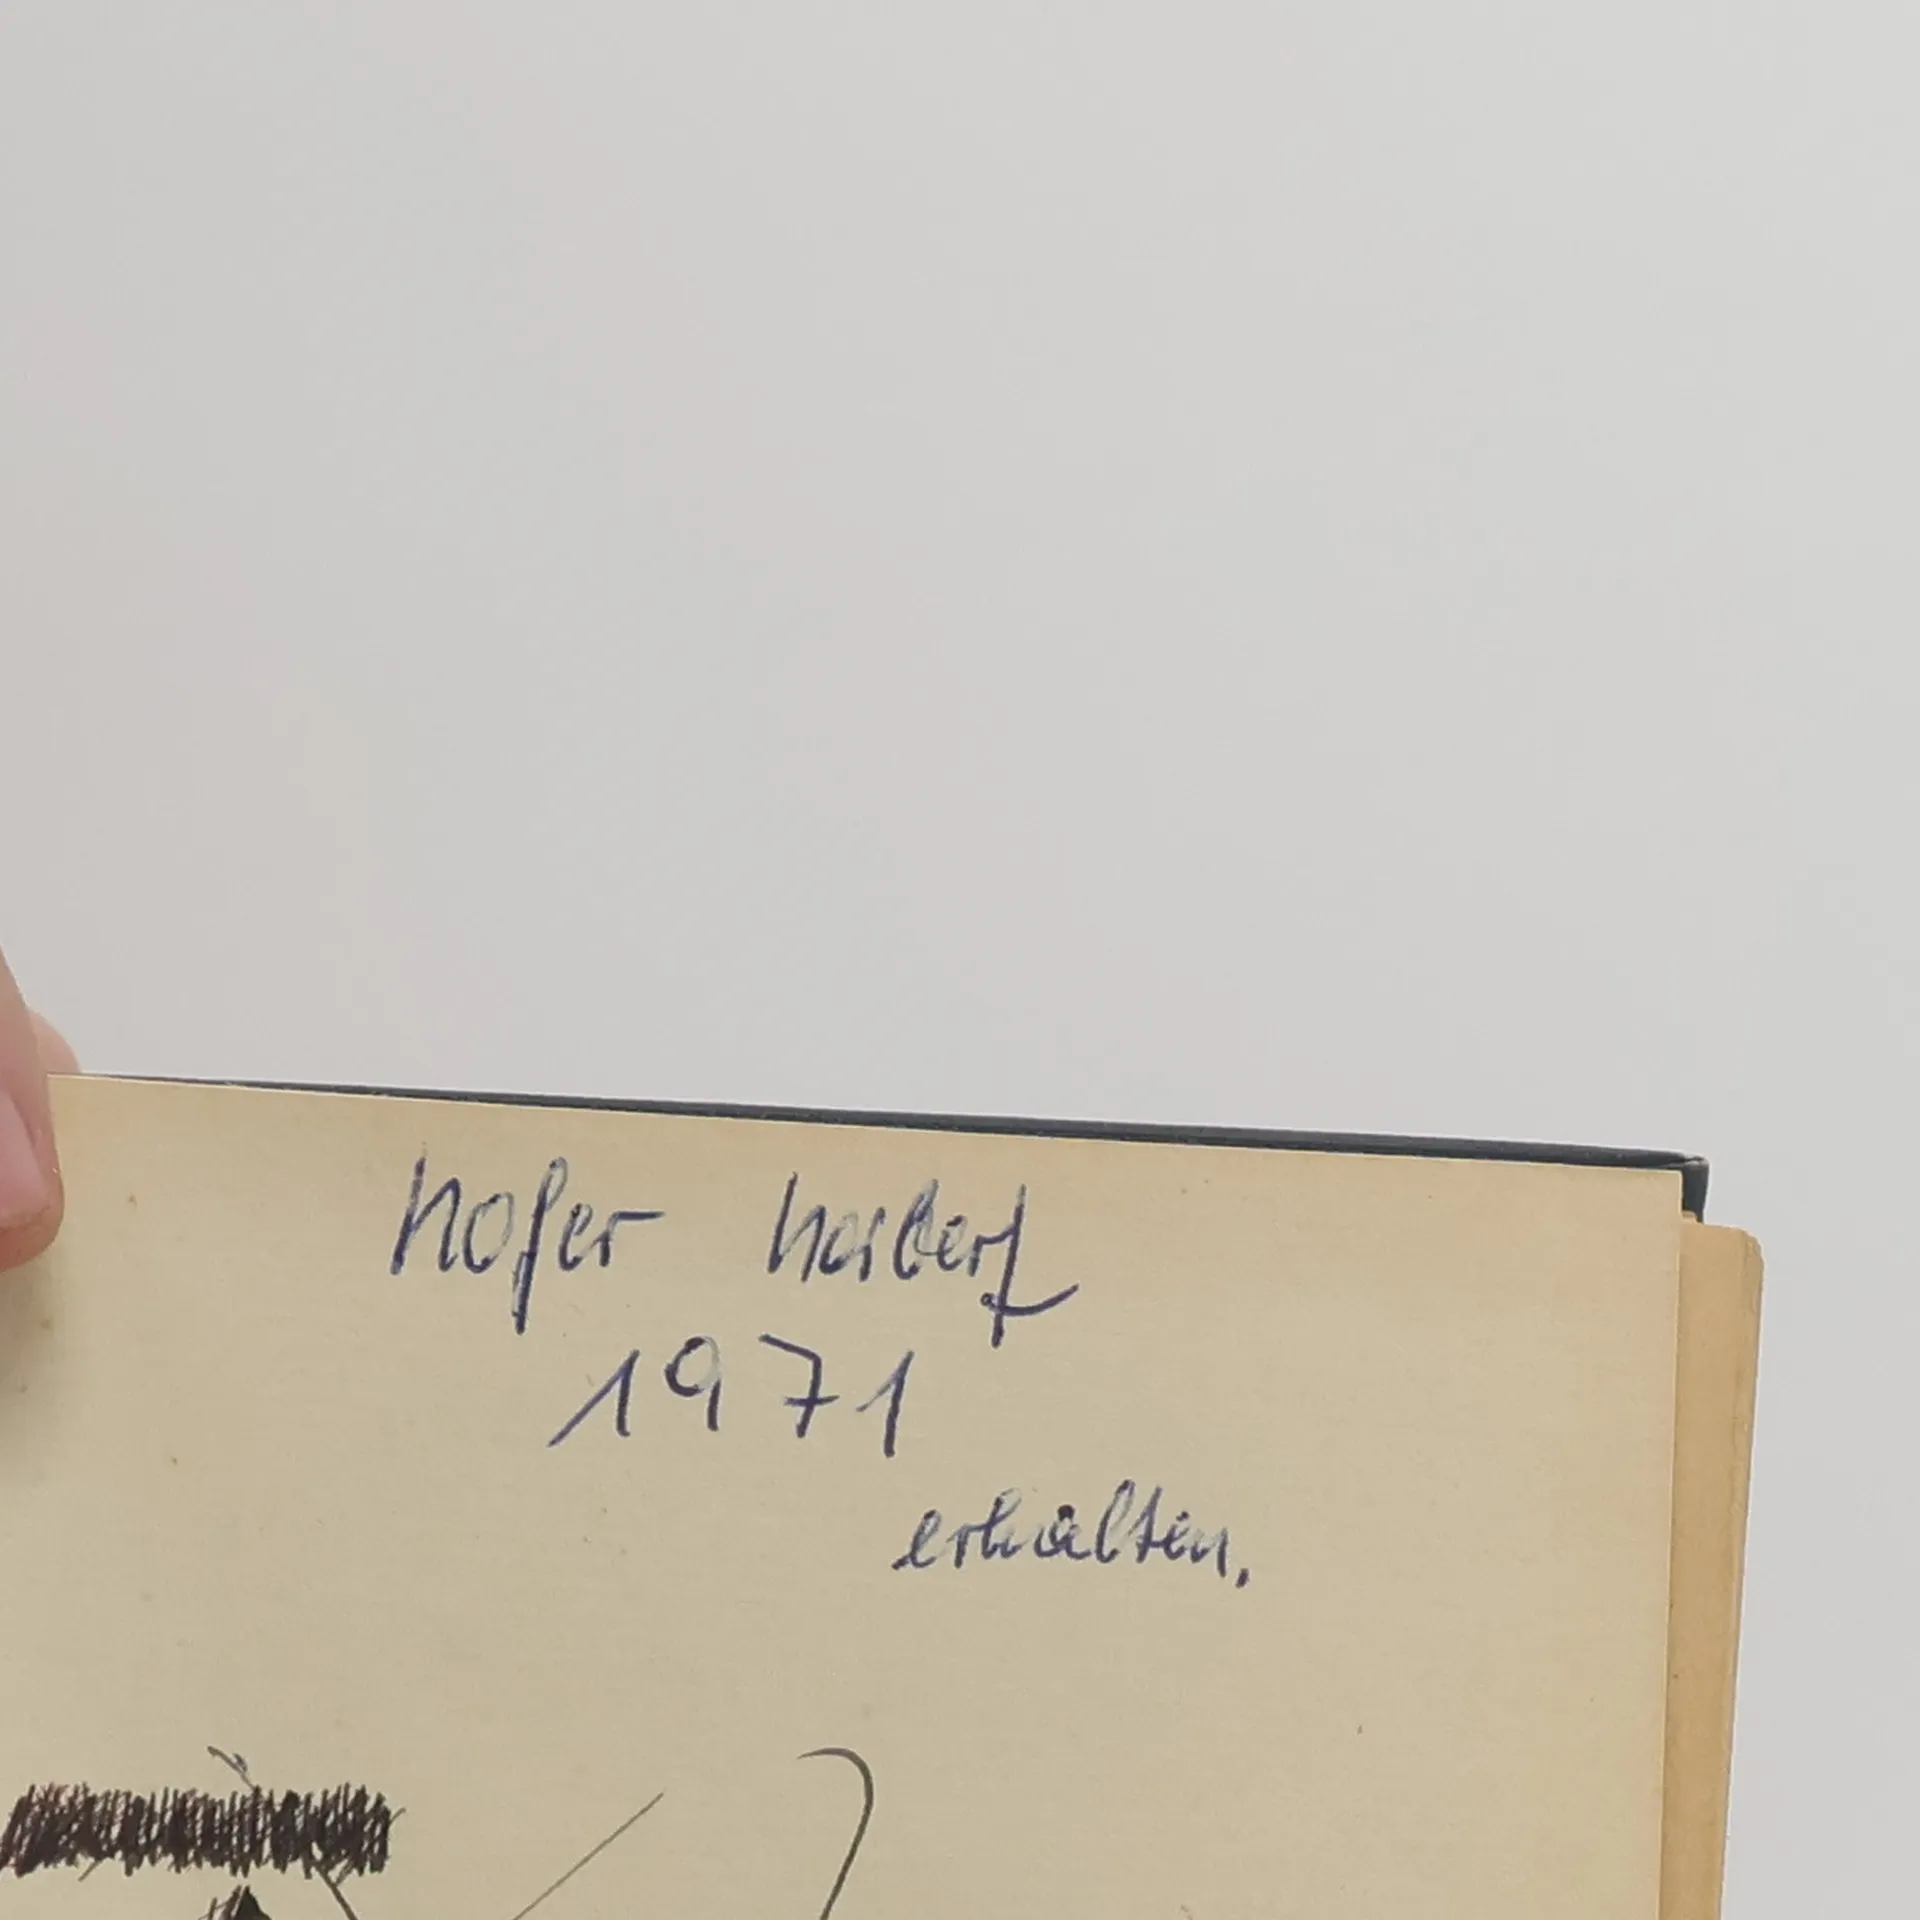 Hofer Norbert
1971
erhalten.